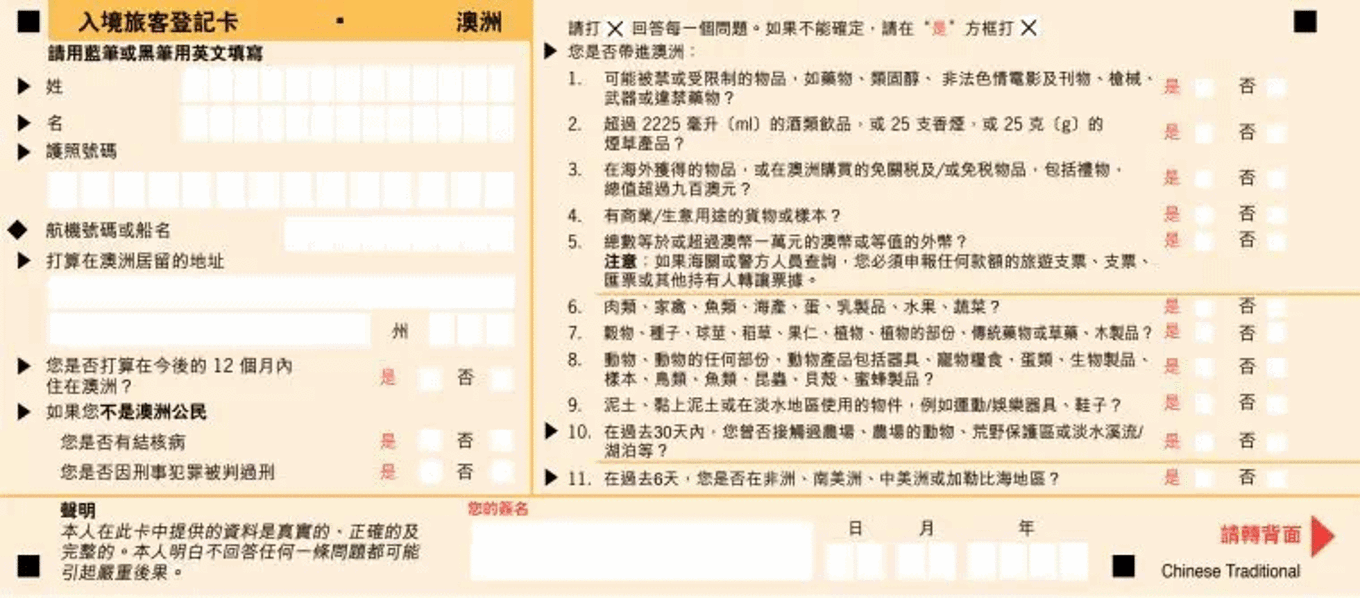 入境旅客登記卡 · 澳洲
請用藍筆或黑筆用英文填寫
姓
名
護照號碼
航機號碼或船名
打算在澳洲居留的地址
州
您是否打算在今後的 12 個月內
住在澳洲？
是 否
如果您不是澳洲公民
您是否有結核病 是 否
您是否因刑事犯罪被判過刑 是 否
請打 X 回答每一個問題。如果不能確定，請在 "是" 方框打 X
您是否帶進澳洲：
1. 可能被禁或受限制的物品，如藥物、類固醇、 非法色情電影及刊物、槍械、
武器或違禁藥物？ 是 否
2. 超過 2225 毫升〔ml〕的酒類飲品，或 25 支香煙，或 25 克〔g〕的
煙草產品？ 是 否
3. 在海外獲得的物品，或在澳洲購買的免關税及/或免税物品，包括禮物，
總值超過九百澳元？ 是 否
4. 有商業/生意用途的貨物或樣本？ 是 否
5. 總數等於或超過澳幣一萬元的澳幣或等值的外幣？ 是 否
注意：如果海關或警方人員查詢，您必須申報任何款額的旅遊支票、支票、
匯票或其他持有人轉讓票據。
6. 肉類、家禽、魚類、海產、蛋、乳製品、水果、蔬菜？ 是 否
7. 穀物、種子、球莖、稻草、果仁、植物、植物的部份、傳統藥物或草藥、木製品？ 是 否
8. 動物、動物的任何部份、動物產品包括器具、寵物糧食、蛋類、生物製品、
樣本、鳥類、魚類、昆蟲、貝殼、蜜蜂製品？ 是 否
9. 泥土、黏上泥土或在淡水地區使用的物件，例如運動/娛樂器具、鞋子？ 是 否
10. 在過去30天內，您曾否接觸過農場、農場的動物、荒野保護區或淡水溪流/
湖泊等？ 是 否
11. 在過去6天，您是否在非洲、南美洲、中美洲或加勒比海地區？ 是 否
聲明
本人在此卡中提供的資料是真實的、正確的及
完整的。本人明白不回答任何一條問題都可能
引起嚴重後果。
您的簽名
日 月 年
請轉背面
Chinese Traditional